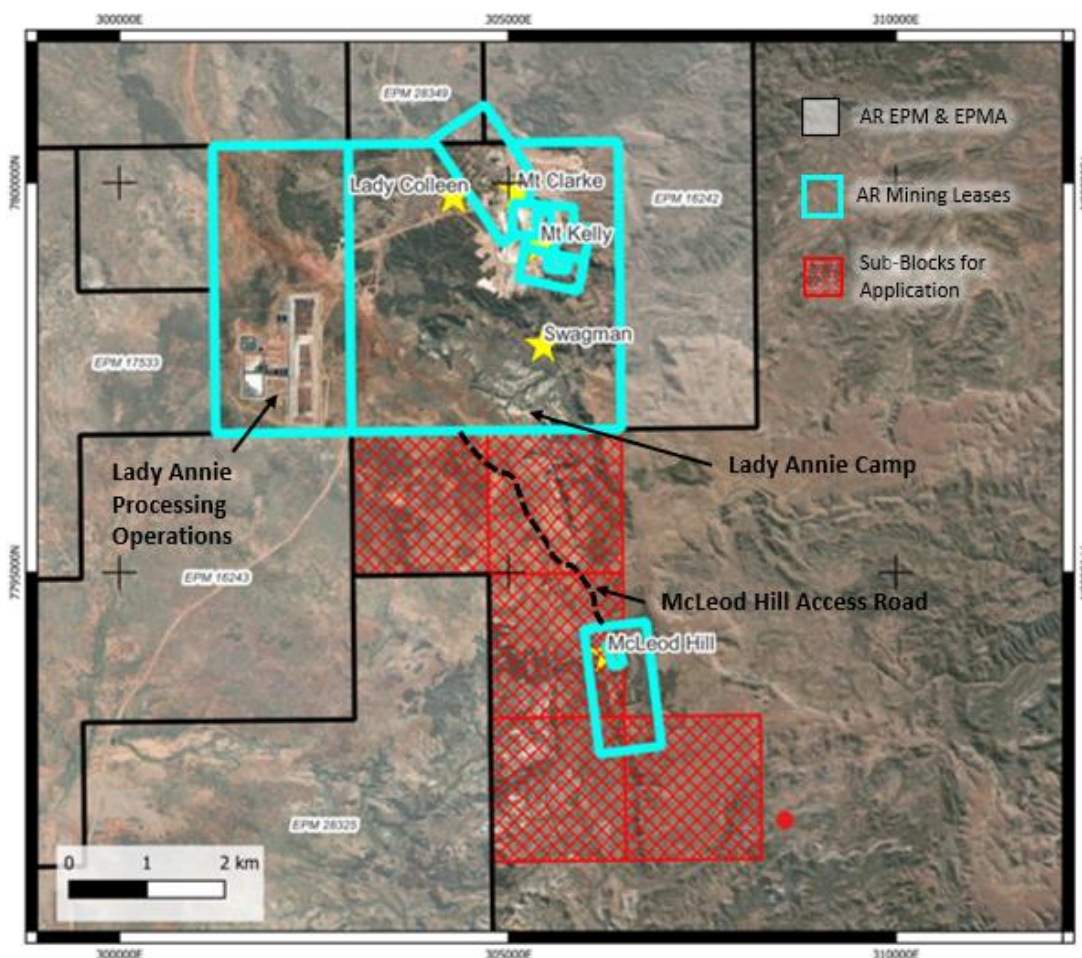 300000E
305000E
310000E
7800000N
EPM 28349
AR EPM & EPMA
Lady Colleen
Mt Clarke
EPM 16242
AR Mining Leases
Mt Kelly
Sub-Blocks for
Application
Swagman
EPM 17533
Lady Annie
Processing
Operations
Lady Annie Camp
7795000N
EPM 16243
McLeod Hill Access Road
McLeod Hill
EPM 28325
0 1 2 km
300000E
305000E
310000E